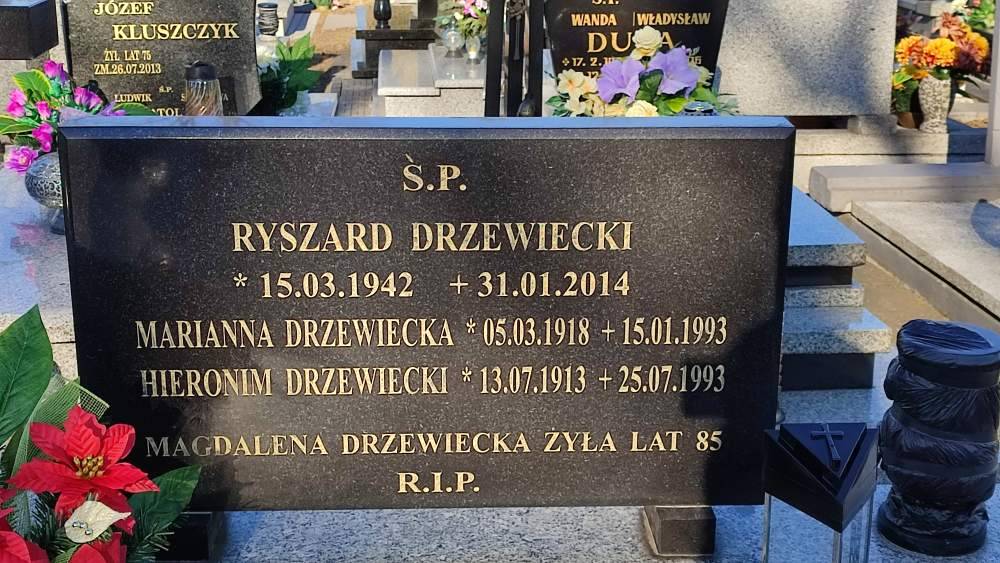 JÓZEF
KLUSZCZYK
ŻYŁ LAT 75
ZM.26.07.2013
Ś.P.
LUDWIK
WANDA WŁADYSŁAW
Ṡ.P.
RYSZARD DRZEWIECKI
* 15.03.1942 + 31.01.2014
MARIANNA DRZEWIECKA * 05.03.1918 + 15.01.1993
HIERONIM DRZEWIECKI * 13.07.1913 + 25.07.1993
MAGDALENA DRZEWIECKA ŻYŁA LAT 85
R.I.P.